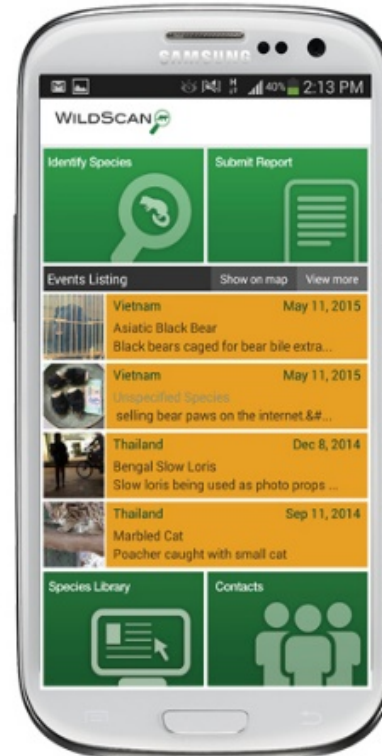 SAMSUNG
40% 2:13 PM
WILDSCAN
Identify Species Submit Report
Events Listing Show on map View more
Vietnam May 11, 2015
Asiatic Black Bear
Black bears caged for bear bile extra...
Vietnam May 11, 2015
Unspecified Species
selling bear paws on the internet.&#...
Thailand Dec 8, 2014
Bengal Slow Loris
Slow loris being used as photo props ...
Thailand Sep 11, 2014
Marbled Cat
Poacher caught with small cat
Species Library Contacts